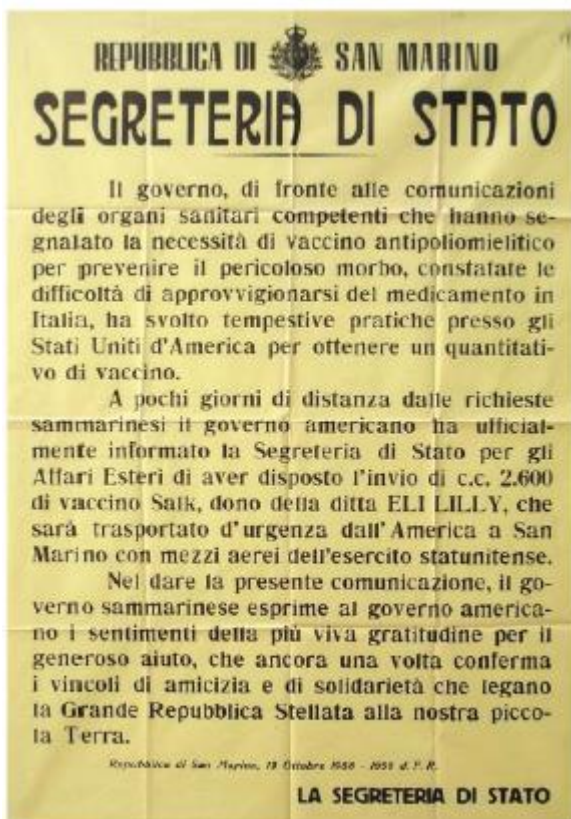 REPUBBLICA DI SAN MARINO
SEGRETERIA DI STATO
Il governo, di fronte alle comunicazioni
degli organi sanitari competenti che hanno se-
gnalato la necessità di vaccino antipoliomielitico
per prevenire il pericoloso morbo, constatate le
difficoltà di approvvigionarsi del medicamento in
Italia, ha svolto tempestive pratiche presso gli
Stati Uniti d'America per ottenere un quantitati-
vo di vaccino.
A pochi giorni di distanza dalle richieste
sammarinesi il governo americano ha ufficial-
mente informato la Segreteria di Stato per gli
Affari Esteri di aver disposto l'invio di c.c. 2.600
di vaccino Salk, dono della ditta ELI LILLY, che
sarà trasportato d'urgenza dall'America a San
Marino con mezzi aerei dell'esercito statunitense.
Nel dare la presente comunicazione, il go-
verno sammarinese esprime al governo america-
no i sentimenti della più viva gratitudine per il
generoso aiuto, che ancora una volta conferma
i vincoli di amicizia e di solidarietà che legano
la Grande Repubblica Stellata alla nostra picco-
la Terra.
Repubblica di San Marino, Ottobre 1958 - 1658 d. F. R.
LA SEGRETERIA DI STATO